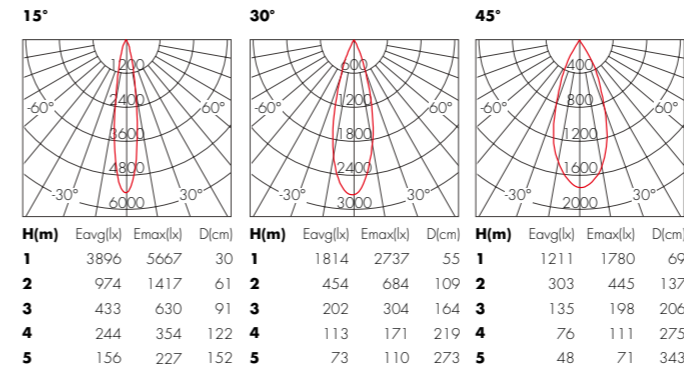 15° 30° 45°
1200 600 400
2400 1200 800
-60° 60° -60° 60° -60° 60°
3600 1800 1200
4800 2400 1600
-30° 30° -30° 30° -30° 30°
6000 3000 2000
H(m) Eavg(lx) Emax(lx) D(cm) H(m) Eavg(lx) Emax(lx) D(cm) H(m) Eavg(lx) Emax(lx) D(cm)
1 3896 5667 30 1 1814 2737 55 1 1211 1780 69
2 974 1417 61 2 454 684 109 2 303 445 137
3 433 630 91 3 202 304 164 3 135 198 206
4 244 354 122 4 113 171 219 4 76 111 275
5 156 227 152 5 73 110 273 5 48 71 343